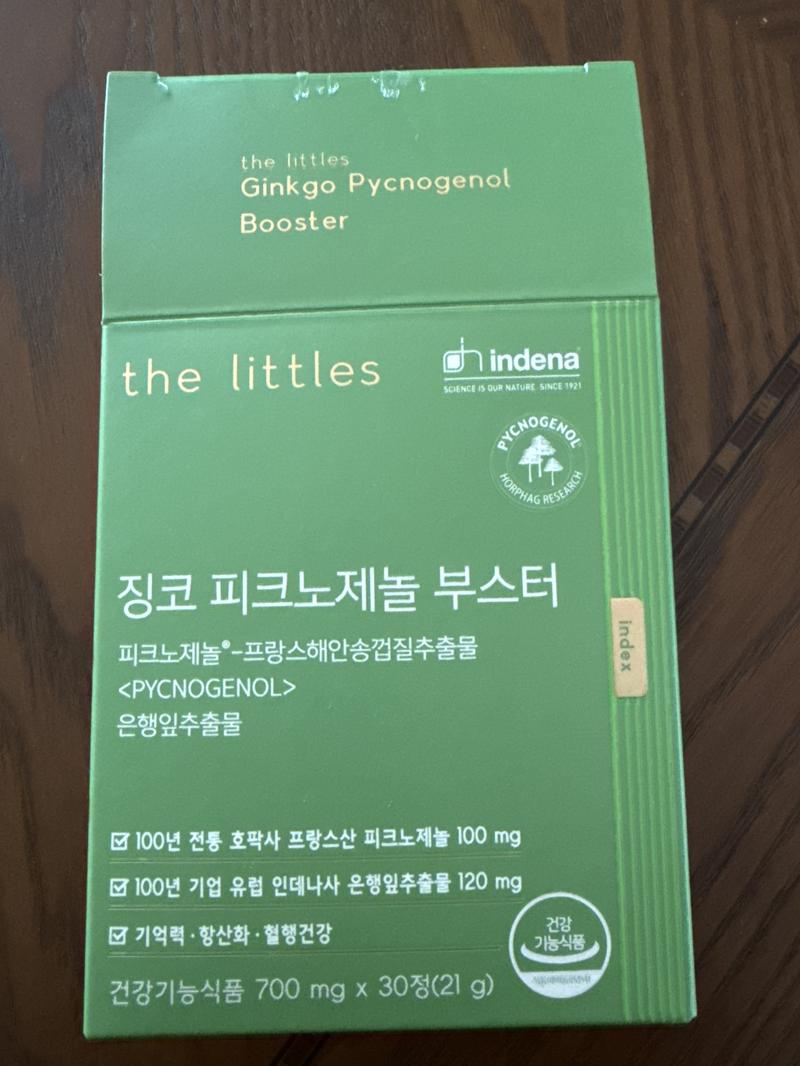 the littles
Ginkgo Pycnogenol
Booster
the littles
indena
SCIENCE IS OUR NATURE SINCE 1921
PYCNOGENOL
HORPHAG RESEARCH
징코 피크노제놀 부스터
피크노제놀®-프랑스해안송껍질추출물
<PYCNOGENOL>
은행잎추출물
index
100년 전통 호팍사 프랑스산 피크노제놀 100 mg
100년 기업 유럽 인데나사 은행잎추출물 120 mg
기억력·항산화·혈행건강
건강
기능식품
건강기능식품 700 mg x 30정(21 g)